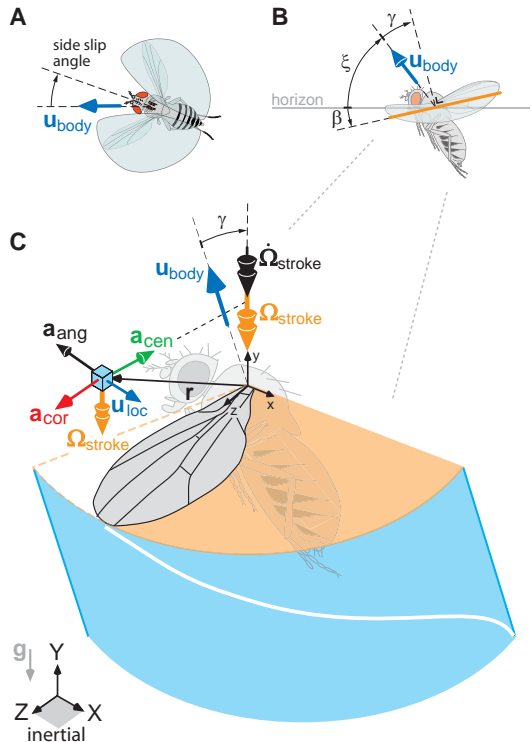 A
side slip
angle
u_body
B
γ
ξ
u_body
horizon
β
C
γ
Ω̇_stroke
u_body
Ω_stroke
a_ang
a_cen
y
r
x
z
a_cor
u_loc
Ω_stroke
g
Y
Z
X
inertial